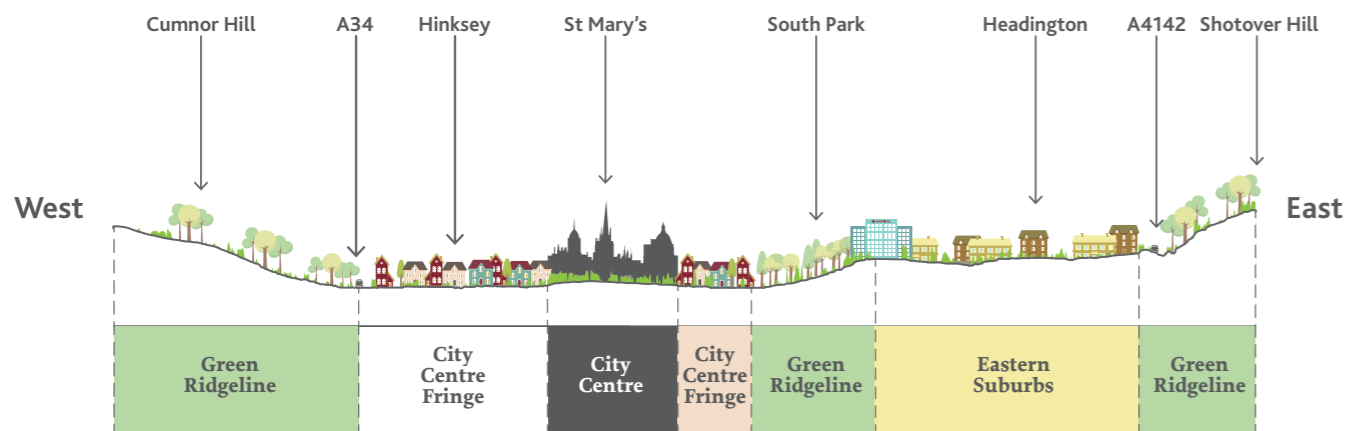 Cumnor Hill
A34
Hinksey
St Mary's
South Park
Headington
A4142
Shotover Hill
West
East
Green
Ridgeline
City
Centre
Fringe
City
Centre
City
Centre
Fringe
Green
Ridgeline
Eastern
Suburbs
Green
Ridgeline